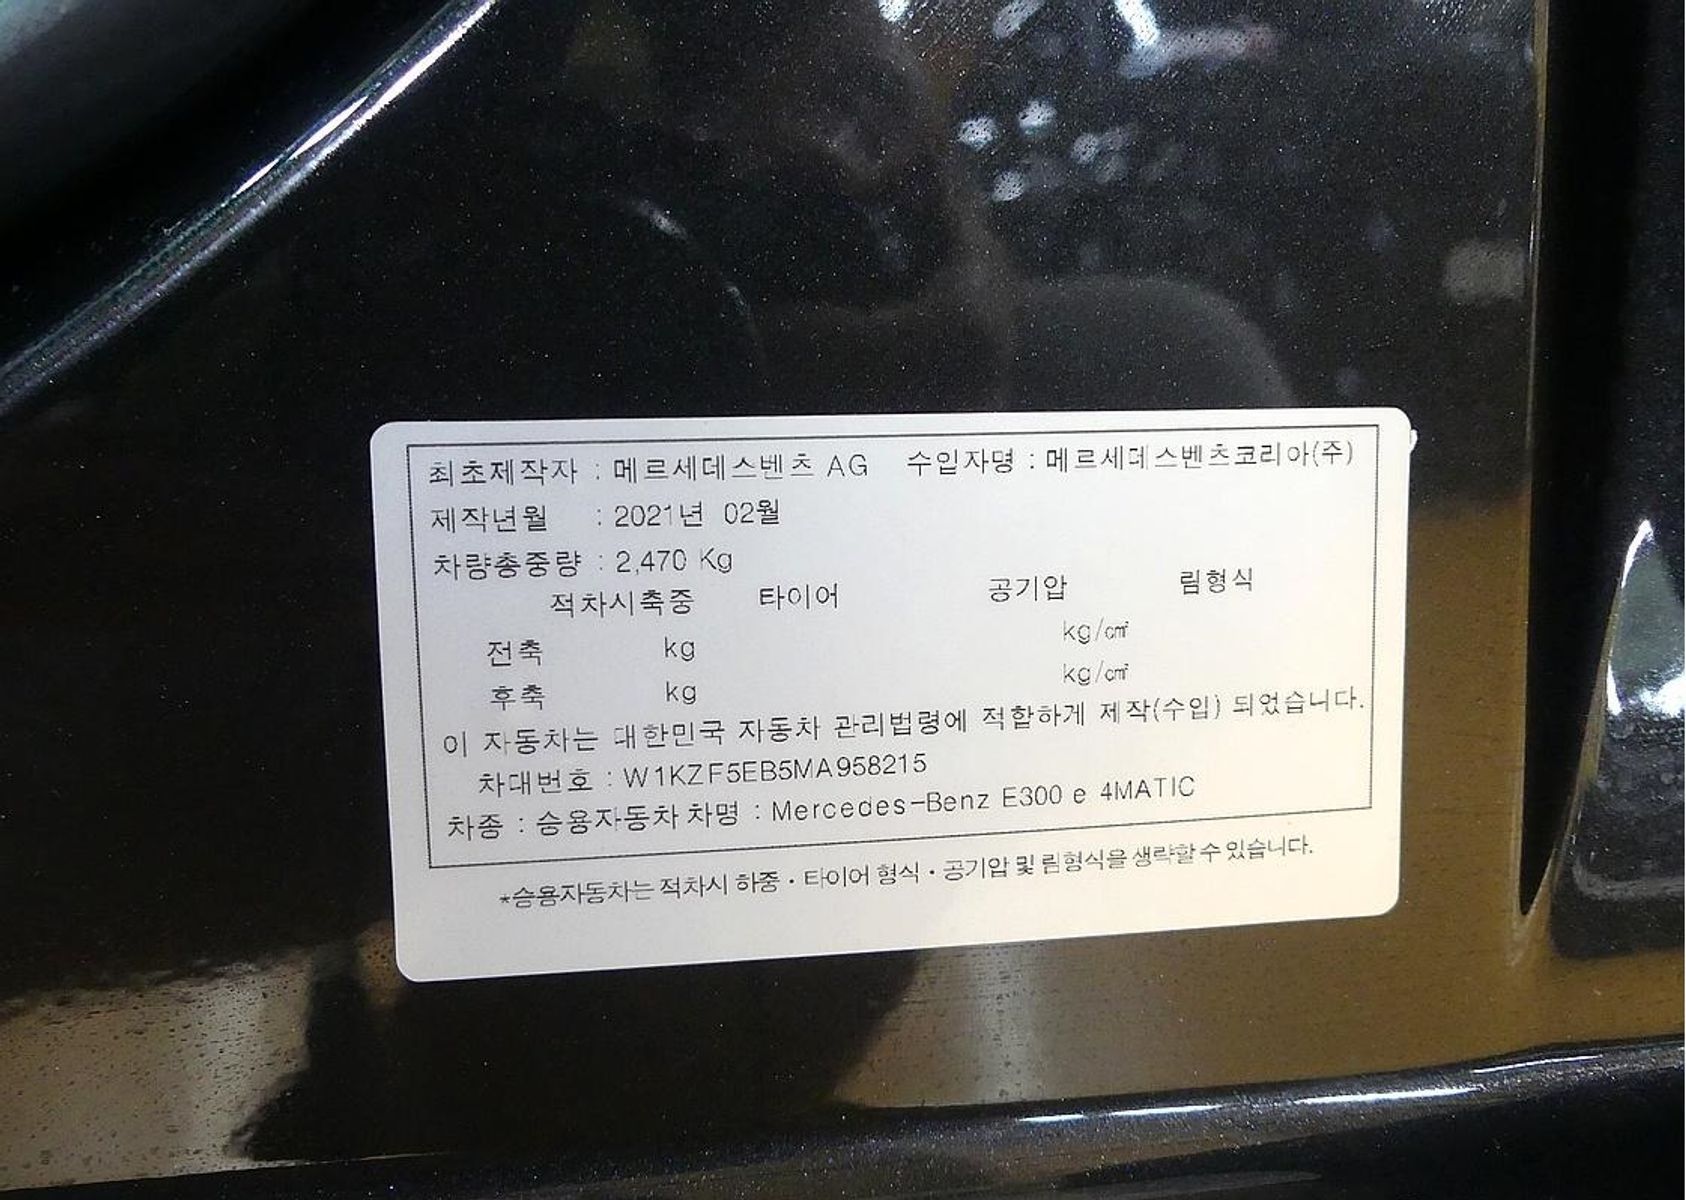 최초제작자 : 메르세데스벤츠 AG 수입자명 : 메르세데스벤츠코리아(주)
제작년월 : 2021년 02월
차량총중량 : 2,470 Kg
적차시축중 타이어 공기압 림형식
전축 kg kg/㎠
후축 kg kg/㎠
이 자동차는 대한민국 자동차 관리법령에 적합하게 제작(수입) 되었습니다.
차대번호 : W1KZF5EB5MA958215
차종 : 승용자동차 차명 : Mercedes-Benz E300 e 4MATIC
*승용자동차는 적차시 하중·타이어 형식·공기압 및 림형식을 생략할 수 있습니다.